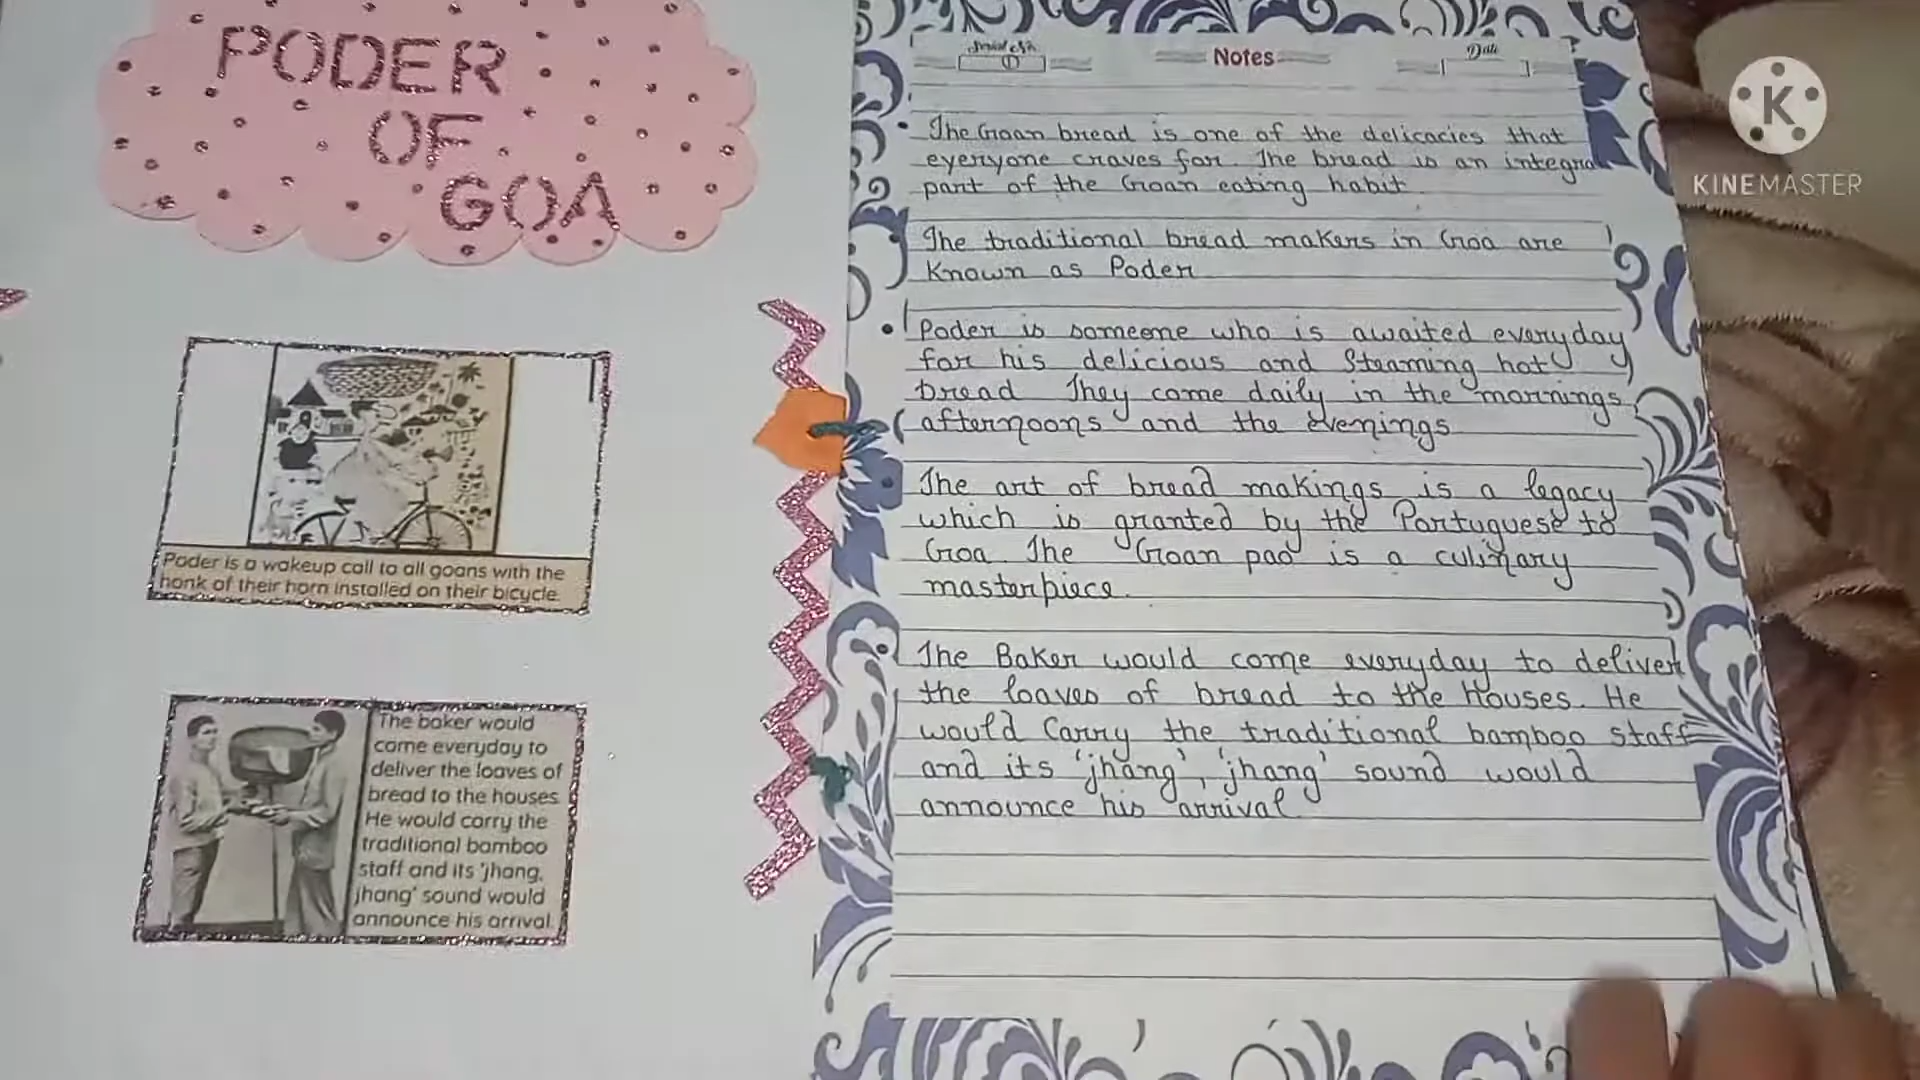 PODER
OF
GOA
Poder is a wakeup call to all goans with the
honk of their horn installed on their bicycle.
The baker would
come everyday to
deliver the loaves of
bread to the houses.
He would carry the
traditional bamboo
staff and its 'jhang,
jhang' sound would
announce his arrival.
Notes
Date
The Goan bread is one of the delicacies that
eyeryone craves for. The bread is an integral
part of the Goan eating habit.
The traditional bread makers in Goa are
Known as Poder
Poder is someome who is awaited everyday
for his delicious and Steaming hot
bread They come daily in the mornings,
afternoons and the evenings
The art of bread makings is a legacy
which is granted by the Portuguese to
Goa The Goan pao is a culinary
masterpiece.
The Baker would come everyday to deliver
the loaves of bread to the Houses. He
would Carry the traditional bamboo staff
and its 'jhang', 'jhang' sound would
announce his arrival
K
KINEMASTER